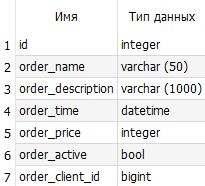 Имя Тип данных
1 id integer
2 order_name varchar (50)
3 order_description varchar (1000)
4 order_time datetime
5 order_price integer
6 order_active bool
7 order_client_id bigint